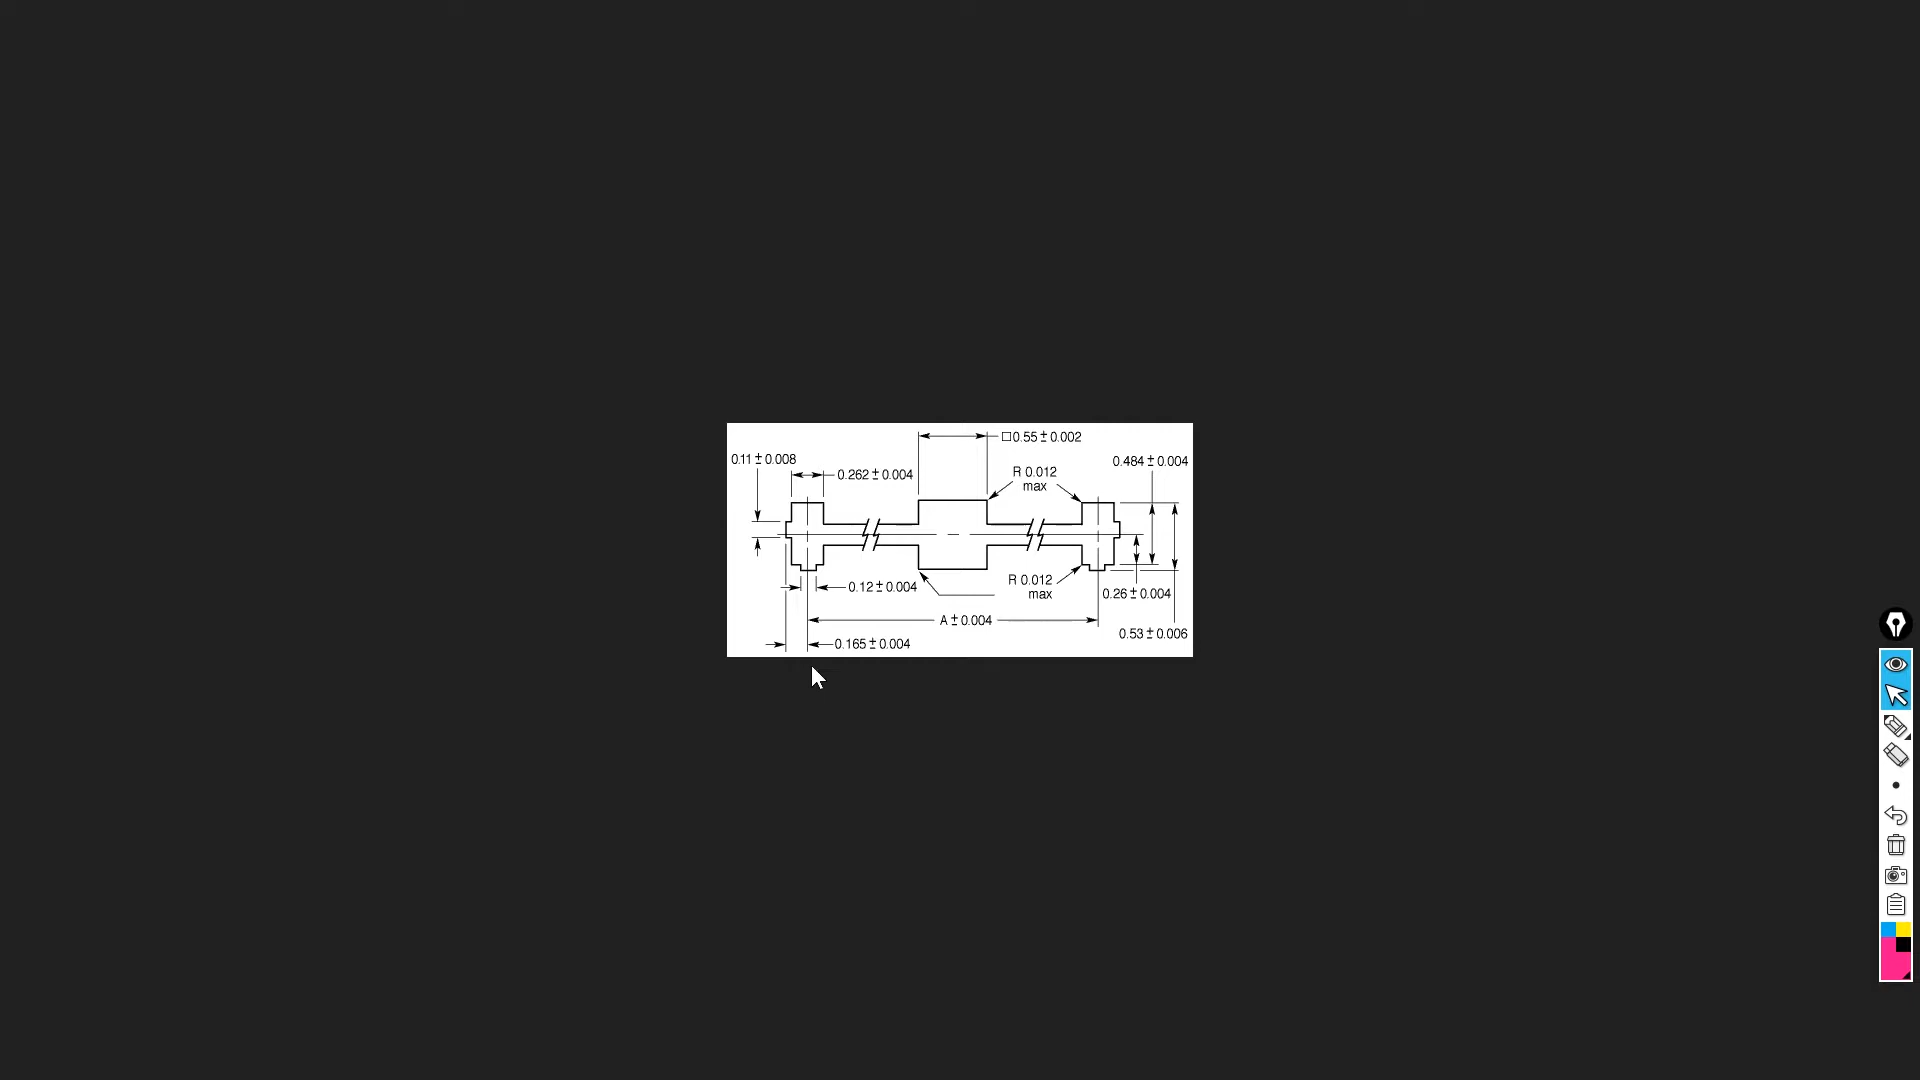 □0.55 ± 0.002
0.11 ± 0.008
0.484 ± 0.004
0.262 ± 0.004
R 0.012
max
R 0.012
max
0.12 ± 0.004
0.26 ± 0.004
A ± 0.004
0.53 ± 0.006
0.165 ± 0.004